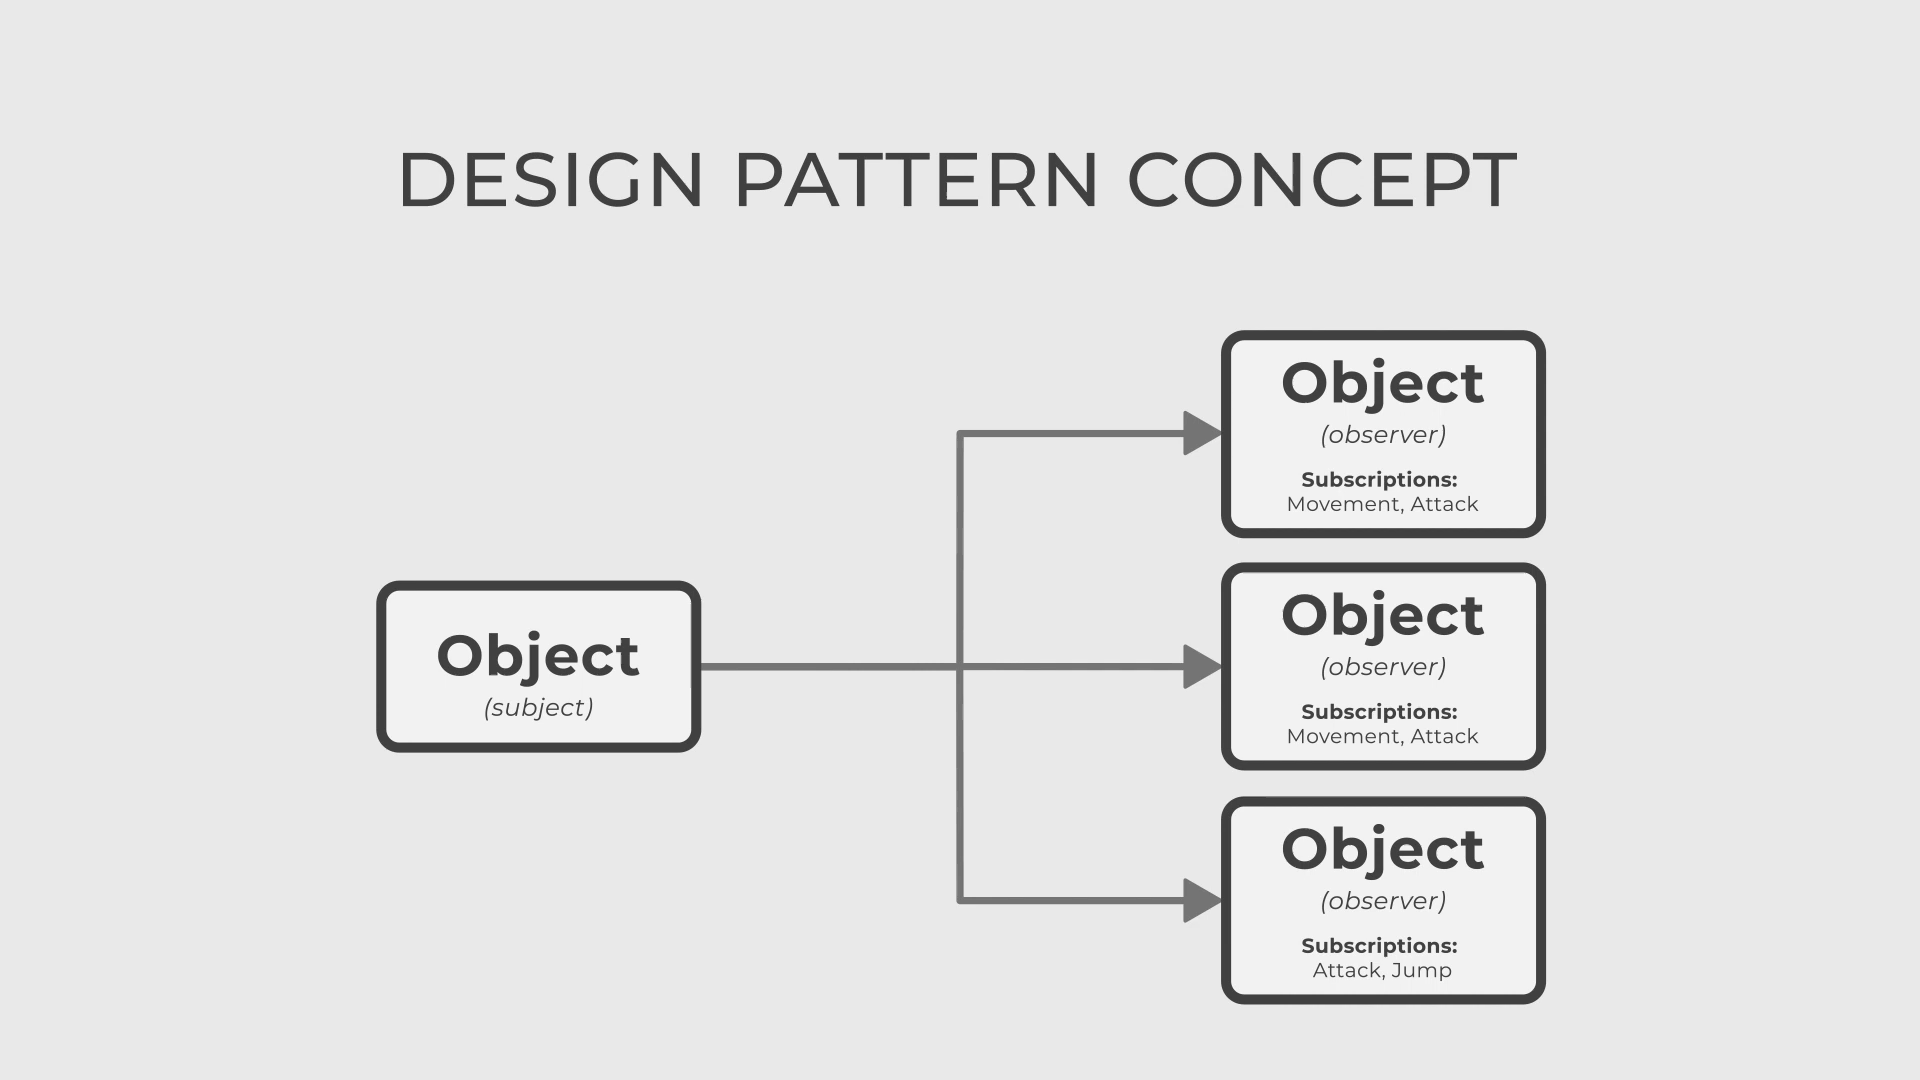 DESIGN PATTERN CONCEPT
Object
(subject)
Object
(observer)
Subscriptions:
Movement, Attack
Object
(observer)
Subscriptions:
Movement, Attack
Object
(observer)
Subscriptions:
Attack, Jump